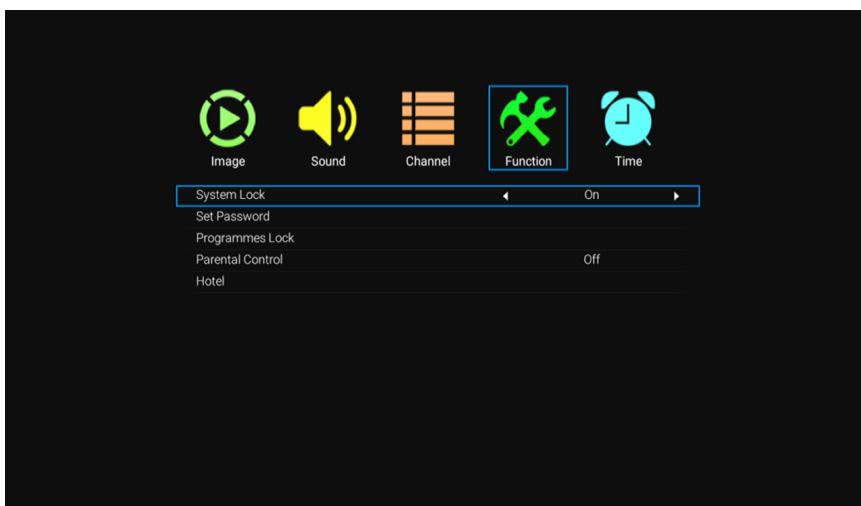 Image Sound Channel Function Time
System Lock On
Set Password
Programmes Lock
Parental Control Off
Hotel